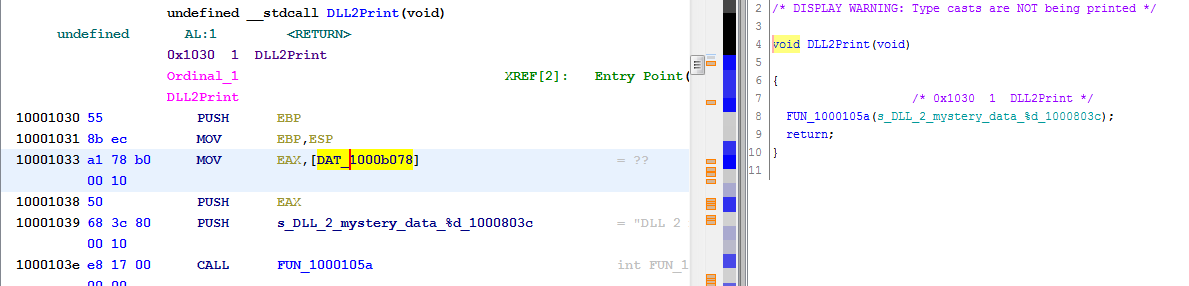 undefined __stdcall DLL2Print(void)
undefined AL:1 <RETURN>
0x1030 1 DLL2Print
Ordinal_1 XREF[2]: Entry Point(
DLL2Print
10001030 55 PUSH EBP
10001031 8b ec MOV EBP,ESP
10001033 a1 78 b0 MOV EAX,[DAT_1000b078] = ??
00 10
10001038 50 PUSH EAX
10001039 68 3c 80 PUSH s_DLL_2_mystery_data_%d_1000803c = "DLL 2
00 10
1000103e e8 17 00 CALL FUN_1000105a int FUN_1
00 00
2 /* DISPLAY WARNING: Type casts are NOT being printed */
3
4 void DLL2Print(void)
5
6 {
7 /* 0x1030 1 DLL2Print */
8 FUN_1000105a(s_DLL_2_mystery_data_%d_1000803c);
9 return;
10 }
11